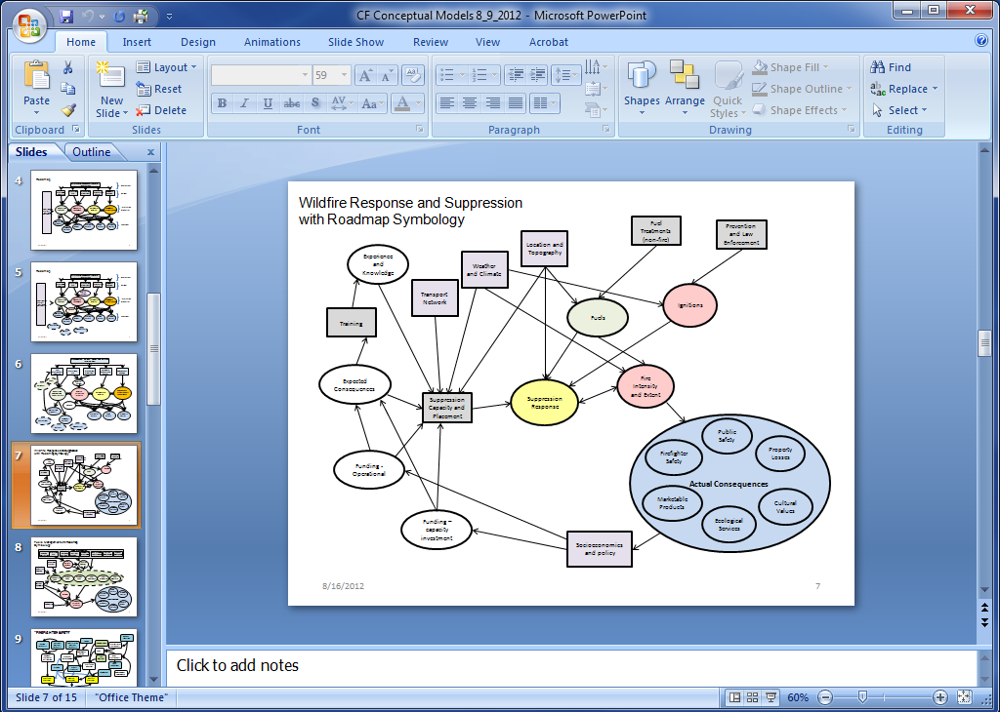 CF Conceptual Models 8_9_2012 - Microsoft PowerPoint
Home
Insert
Design
Animations
Slide Show
Review
View
Acrobat
Paste
Clipboard
New
Slide
Layout
Reset
Delete
Slides
59
B I U abc S AV Aa A
Font
Paragraph
Shapes
Arrange
Quick
Styles
Shape Fill
Shape Outline
Shape Effects
Drawing
Find
Replace
Select
Editing
Slides
Outline
4
5
6
7
8
9
Wildfire Response and Suppression
with Roadmap Symbology
Experience
and
Knowledge
Training
Expected
Consequences
Funding -
Operational
Funding –
capacity
investment
Transport
Network
Weather
and Climate
Location and
Topography
Fuel
Treatments
(non-fire)
Prevention
and Law
Enforcement
Fuels
Ignitions
Suppression
Capacity and
Placement
Suppression
Response
Fire
Intensity
and Extent
Public
Safety
Firefighter
Safety
Property
Losses
Actual Consequences
Marketable
Products
Cultural
Values
Ecological
Services
Socioeconomics
and policy
8/16/2012
7
Click to add notes
Slide 7 of 15
"Office Theme"
60%